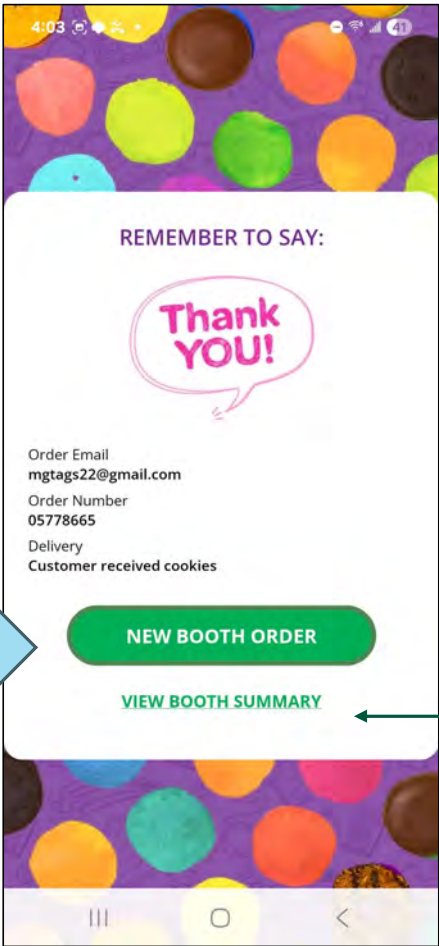 4:03
41
REMEMBER TO SAY:
Thank
YOU!
Order Email
mgtags22@gmail.com
Order Number
05778665
Delivery
Customer received cookies
NEW BOOTH ORDER
VIEW BOOTH SUMMARY